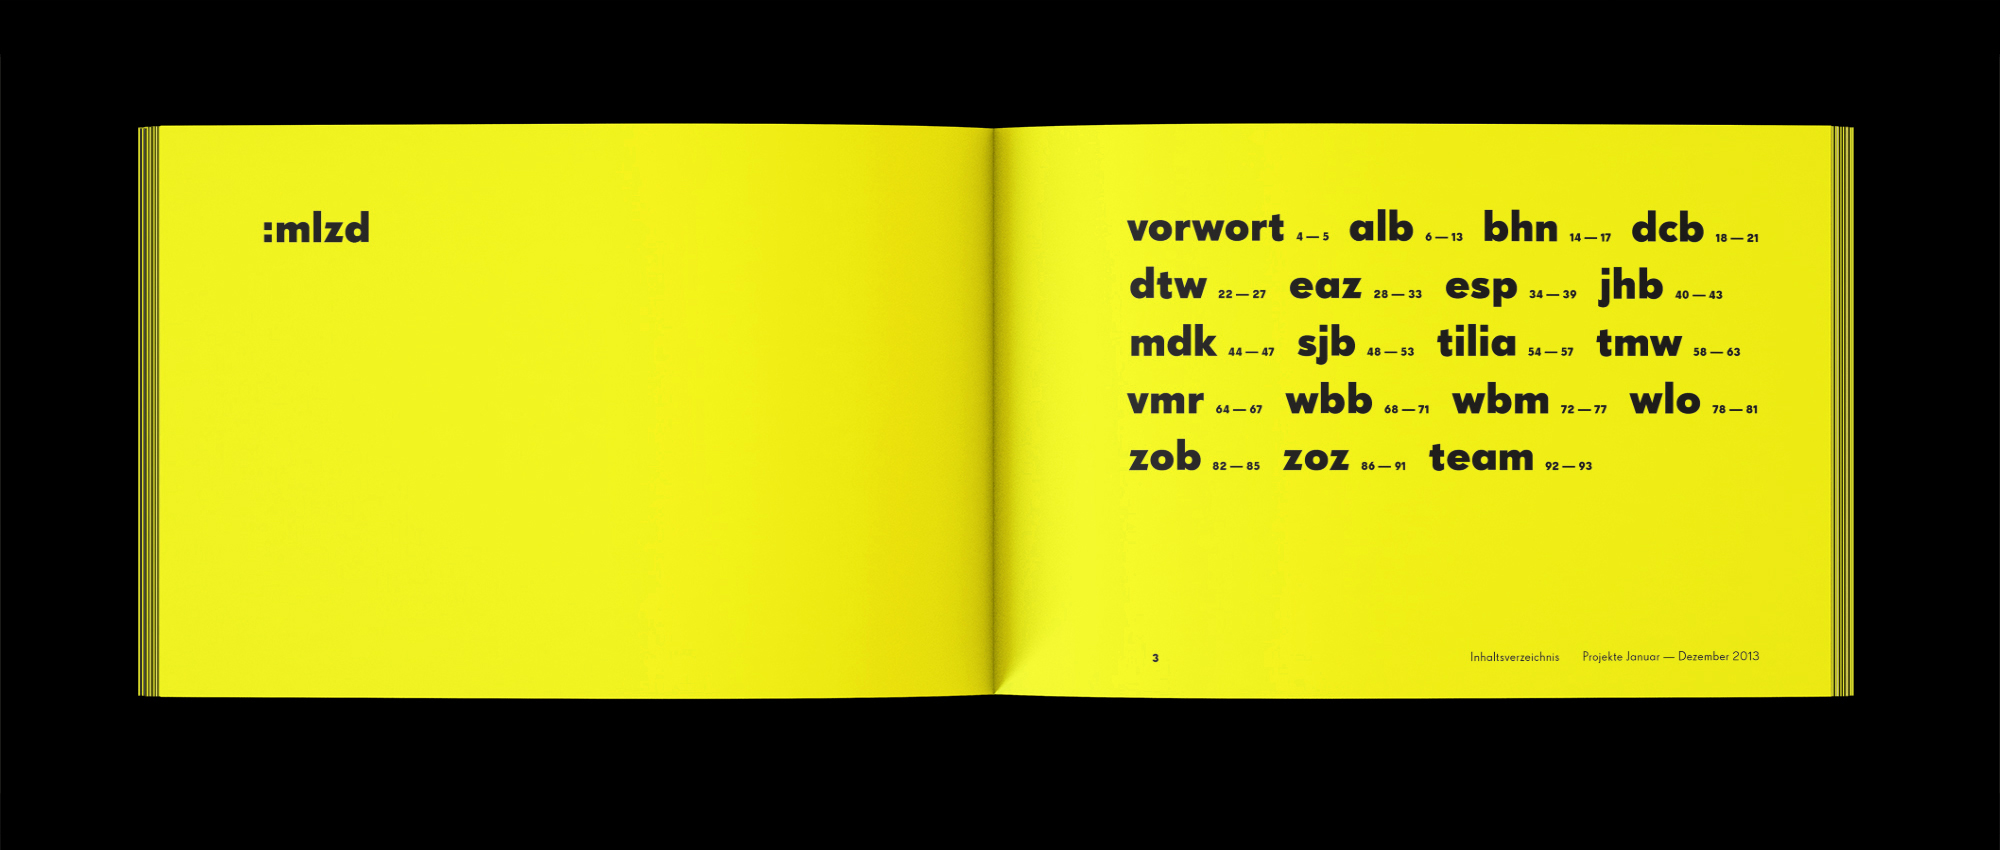 :mlzd
vorwort 4 — 5 alb 6 — 13 bhn 14 — 17 dcb 18 — 21
dtw 22 — 27 eaz 28 — 33 esp 34 — 39 jhb 40 — 43
mdk 44 — 47 sjb 48 — 53 tilia 54 — 57 tmw 58 — 63
vmr 64 — 67 wbb 68 — 71 wbm 72 — 77 wlo 78 — 81
zob 82 — 85 zoz 86 — 91 team 92 — 93
3 Inhaltsverzeichnis Projekte Januar — Dezember 2013